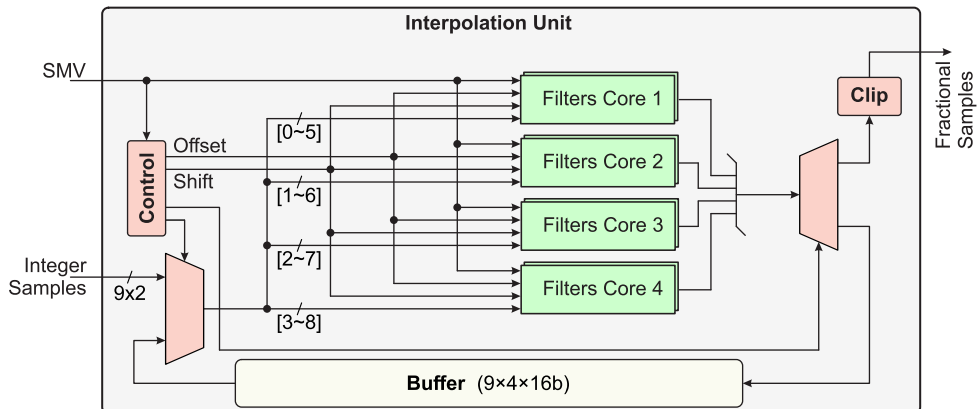 Interpolation Unit
SMV
Fractional
Samples
Clip
Filters Core 1
[0~5]
Offset
Filters Core 2
Shift
[1~6]
Control
Filters Core 3
[2~7]
Integer
Samples
9x2
Filters Core 4
[3~8]
Buffer (9×4×16b)